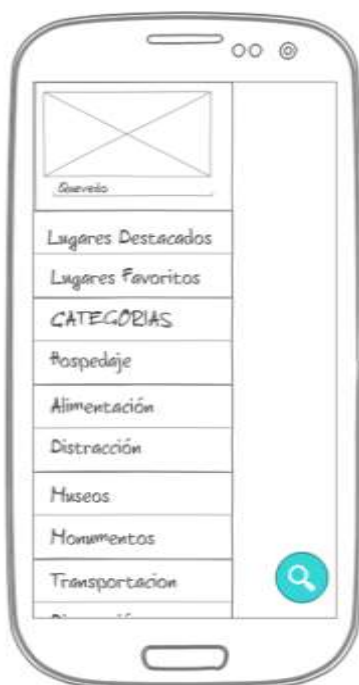 Quevedo
Lugares Destacados
Lugares Favoritos
CATEGORIAS
Hospedaje
Alimentación
Distracción
Museos
Monumentos
Transportacion